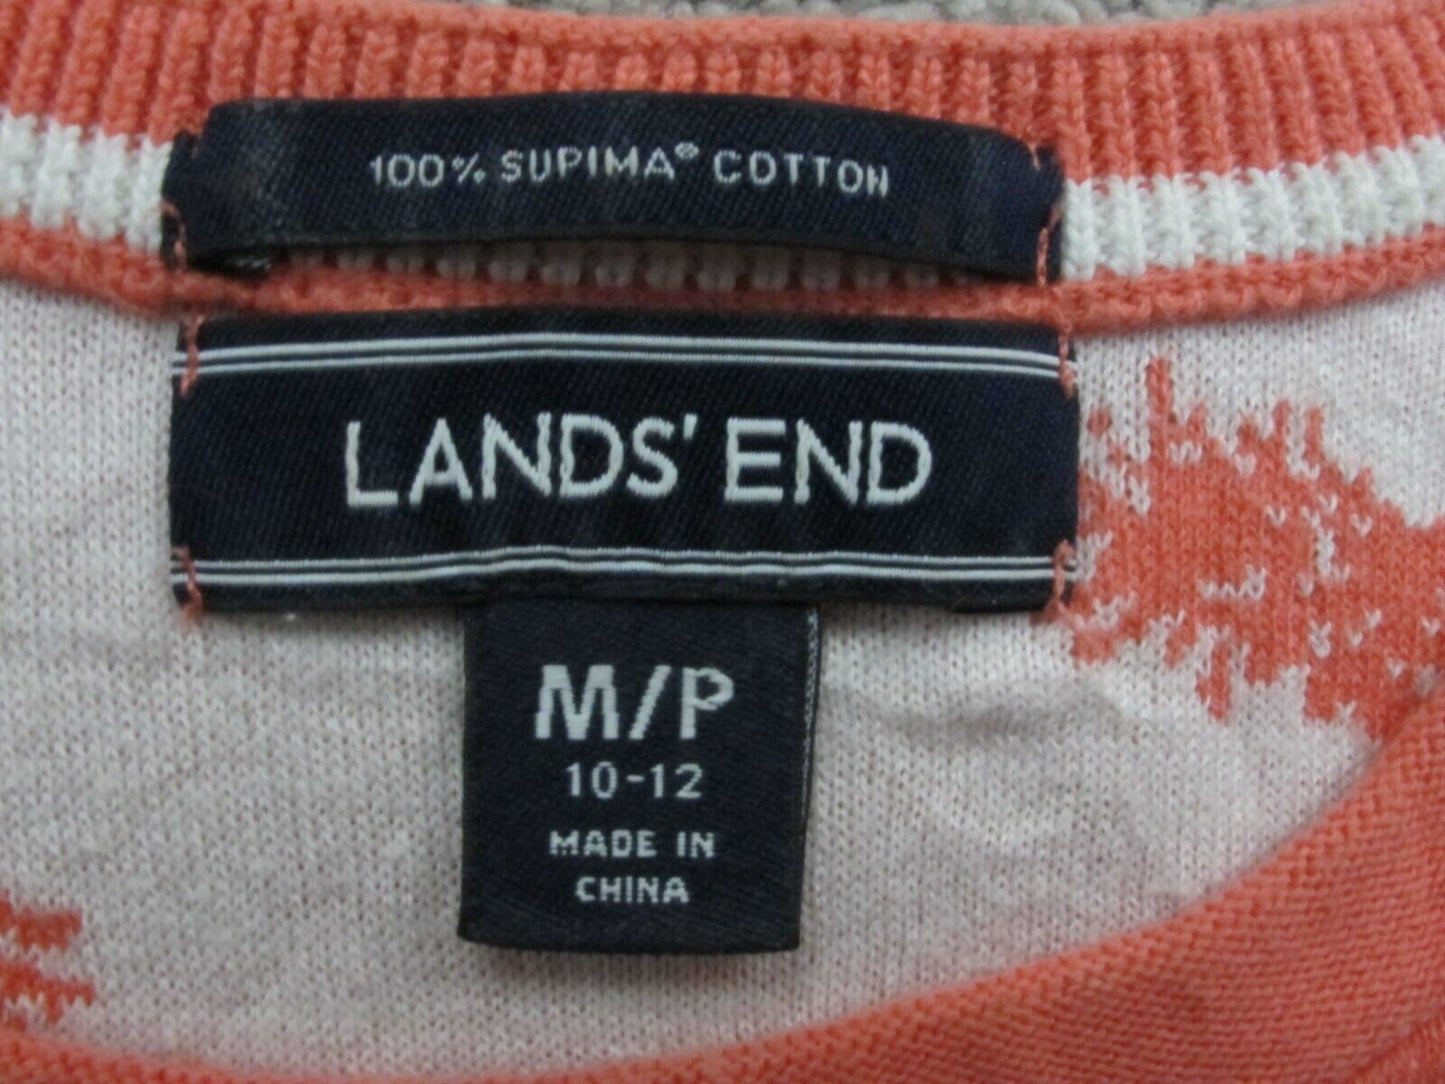 100% SUPIMA® COTTON
LANDS' END
M/P
10-12
MADE IN
CHINA